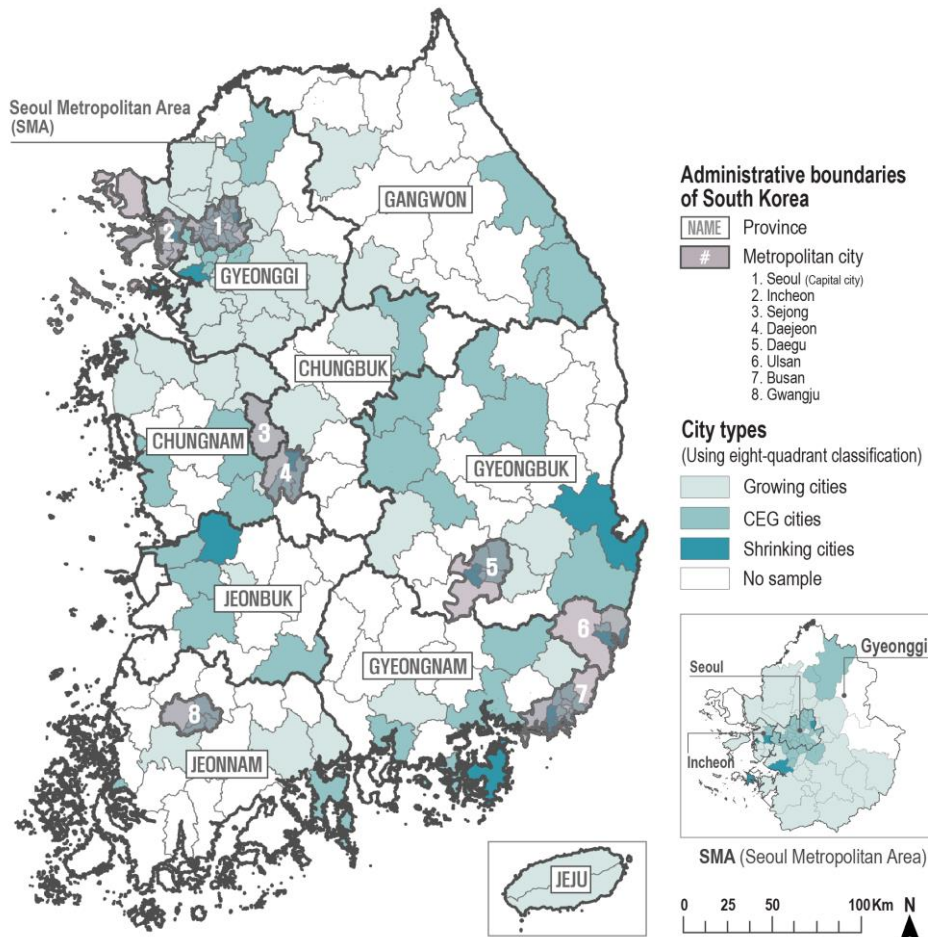 Seoul Metropolitan Area
(SMA)
GANGWON
1
2
GYEONGGI
CHUNGBUK
CHUNGNAM
3
4
GYEONGBUK
5
JEONBUK
6
GYEONGNAM
7
8
JEONNAM
JEJU
Administrative boundaries
of South Korea
NAME Province
# Metropolitan city
1. Seoul (Capital city)
2. Incheon
3. Sejong
4. Daejeon
5. Daegu
6. Ulsan
7. Busan
8. Gwangju
City types
(Using eight-quadrant classification)
Growing cities
CEG cities
Shrinking cities
No sample
Gyeonggi
Seoul
Incheon
SMA (Seoul Metropolitan Area)
0 25 50 100Km N